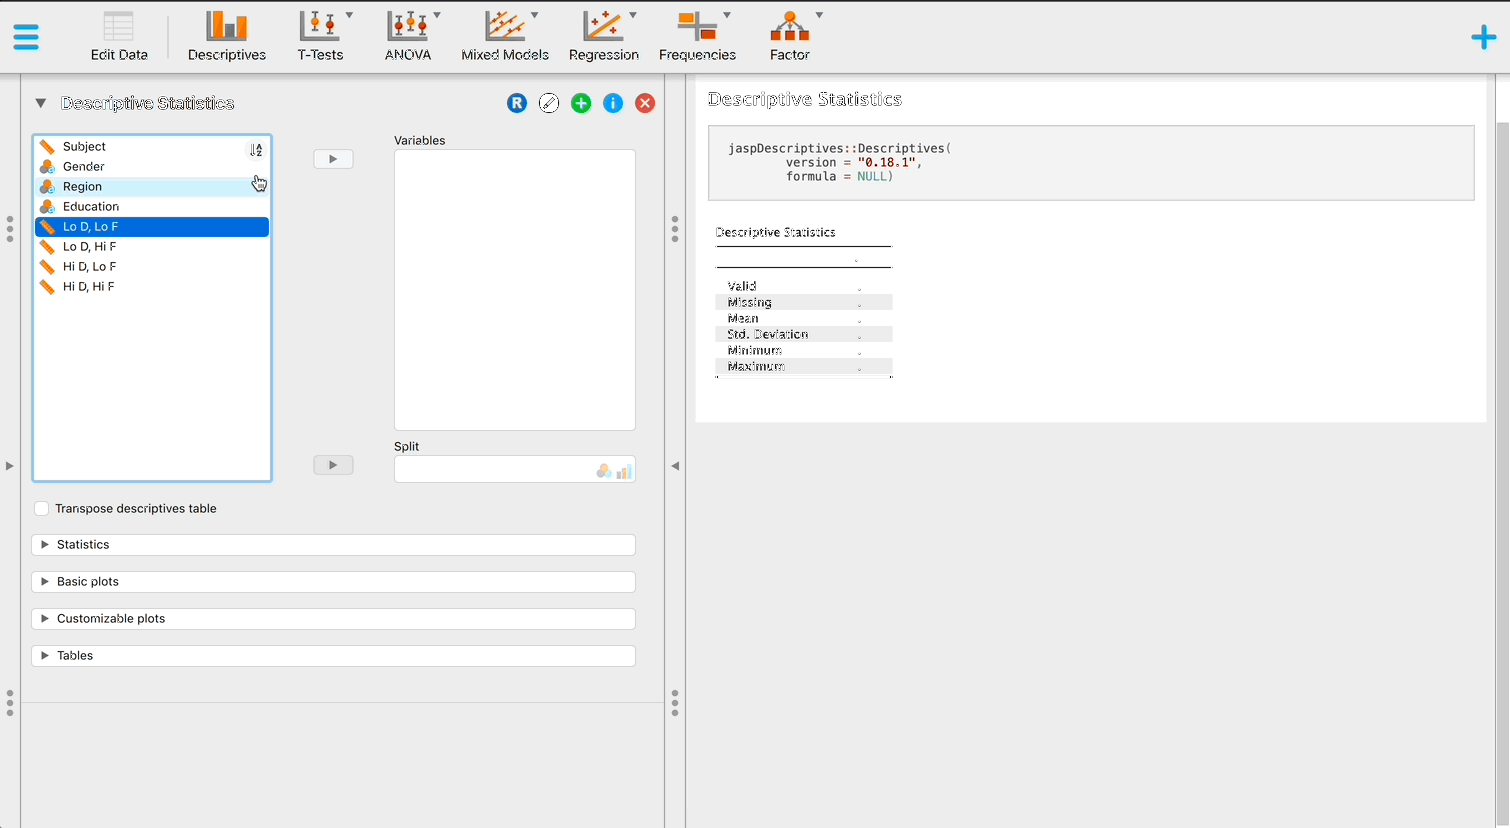 Edit Data
Descriptives
T-Tests
ANOVA
Mixed Models
Regression
Frequencies
Factor
Descriptive Statistics
R
Subject
Gender
Region
Education
Lo D, Lo F
Lo D, Hi F
Hi D, Lo F
Hi D, Hi F
Variables
Split
Transpose descriptives table
Statistics
Basic plots
Customizable plots
Tables
Descriptive Statistics
jaspDescriptives::Descriptives(
version = "0.18.1",
formula = NULL)
Descriptive Statistics
.
Valid .
Missing .
Mean .
Std. Deviation .
Minimum .
Maximum .